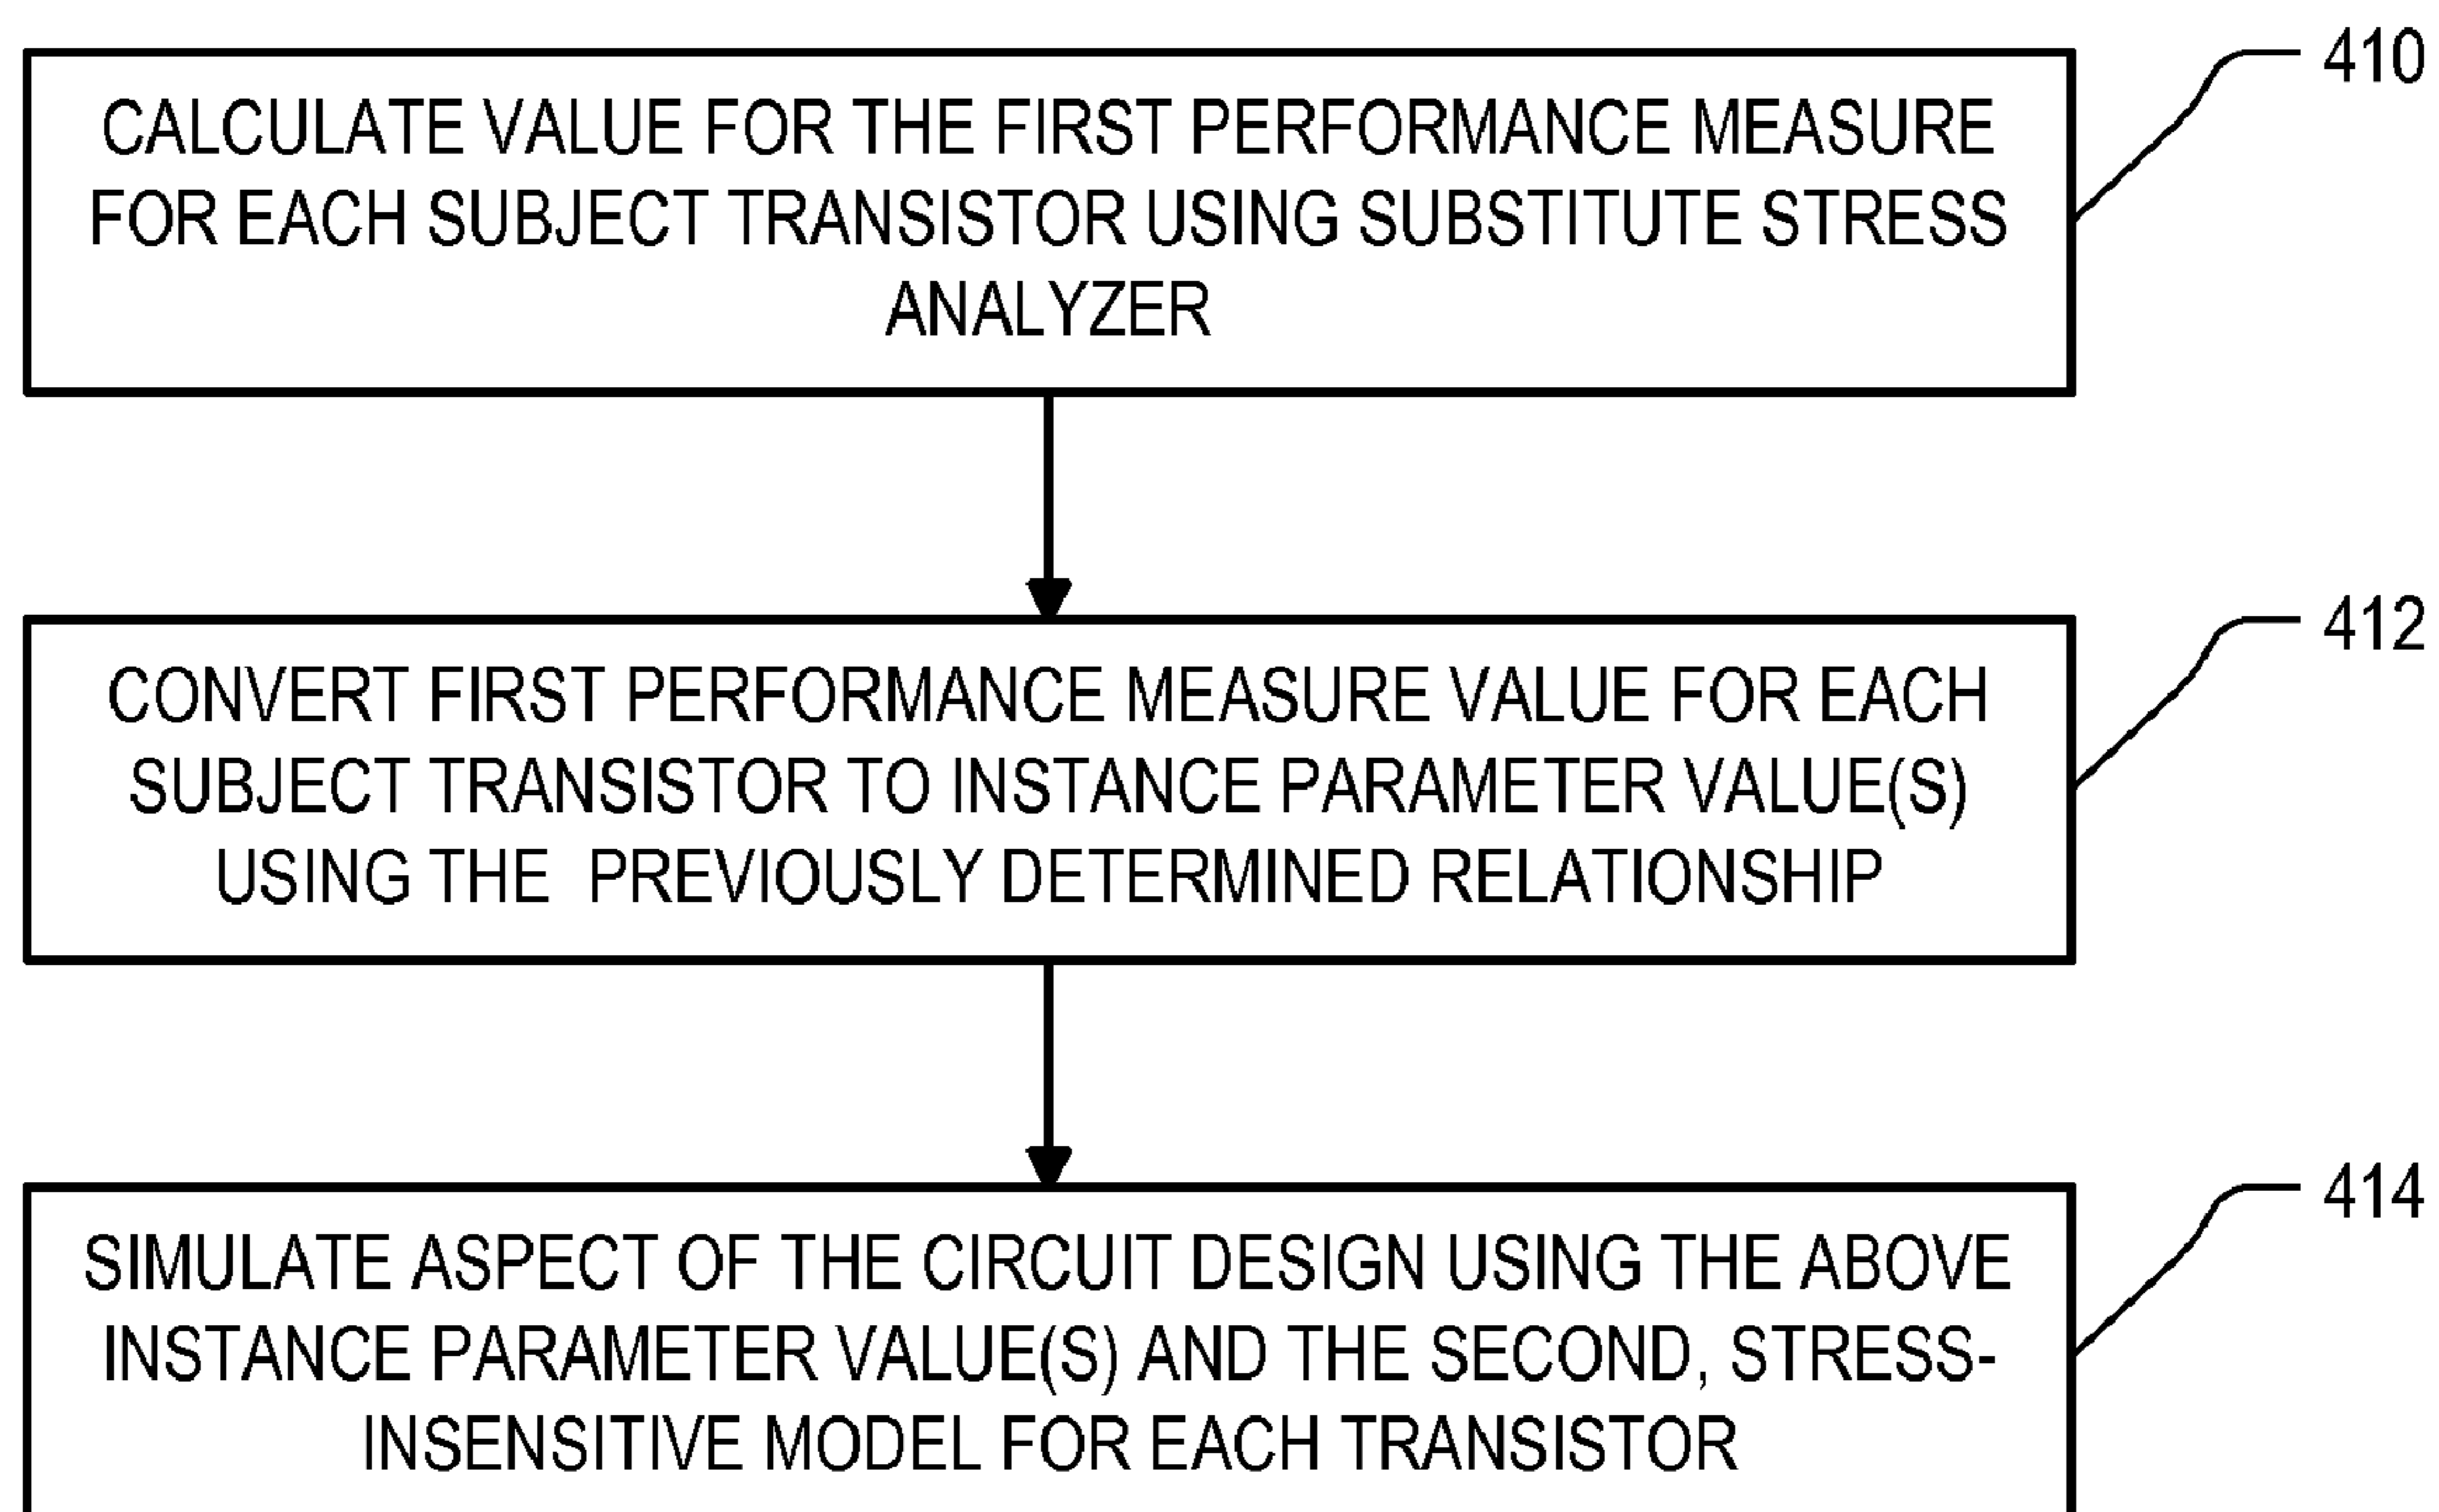 410
CALCULATE VALUE FOR THE FIRST PERFORMANCE MEASURE
FOR EACH SUBJECT TRANSISTOR USING SUBSTITUTE STRESS
ANALYZER
412
CONVERT FIRST PERFORMANCE MEASURE VALUE FOR EACH
SUBJECT TRANSISTOR TO INSTANCE PARAMETER VALUE(S)
USING THE  PREVIOUSLY DETERMINED RELATIONSHIP
414
SIMULATE ASPECT OF THE CIRCUIT DESIGN USING THE ABOVE
INSTANCE PARAMETER VALUE(S) AND THE SECOND, STRESS-
INSENSITIVE MODEL FOR EACH TRANSISTOR